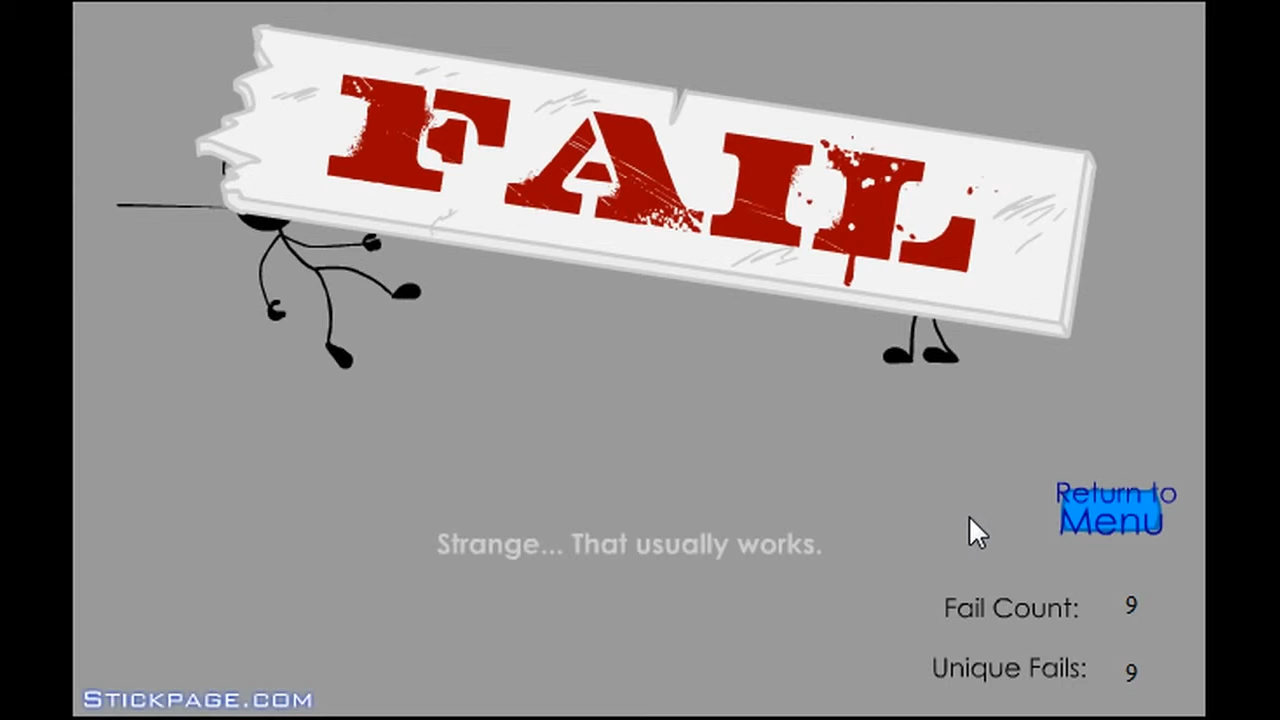 FAIL
Return to
Menu
Strange... That usually works.
Fail Count: 9
Unique Fails: 9
STICKPAGE.COM